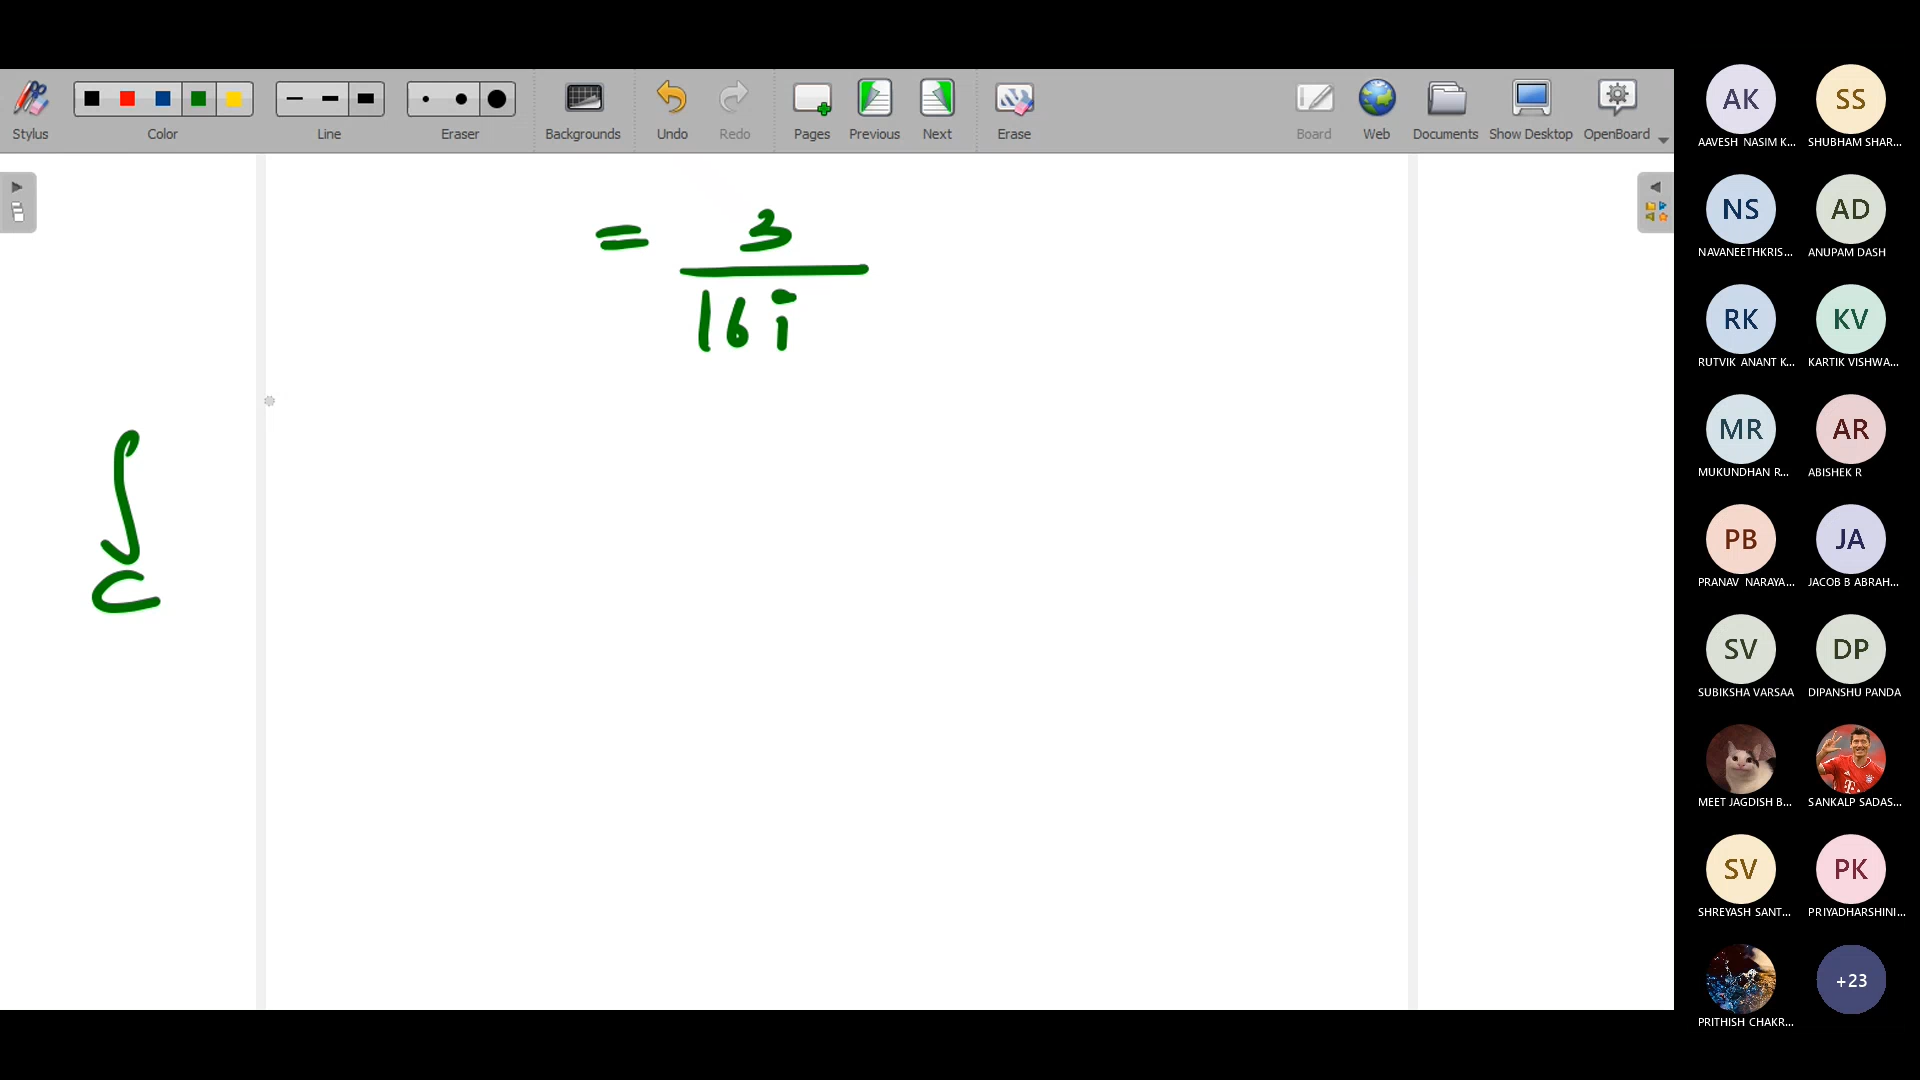 Stylus Color Line Eraser Backgrounds Undo Redo Pages Previous Next Erase Board Web Documents Show Desktop OpenBoard
= 3
16 i
∫
C
AK SS
AAVESH NASIM K... SHUBHAM SHAR...
NS AD
NAVANEETHKRIS... ANUPAM DASH
RK KV
RUTVIK ANANT K... KARTIK VISHWA...
MR AR
MUKUNDHAN R... ABISHEK R
PB JA
PRANAV NARAYA... JACOB B ABRAH...
SV DP
SUBIKSHA VARSAA DIPANSHU PANDA
MEET JAGDISH B... SANKALP SADAS...
SV PK
SHREYASH SANT... PRIYADHARSHINI...
+23
PRITHISH CHAKR...